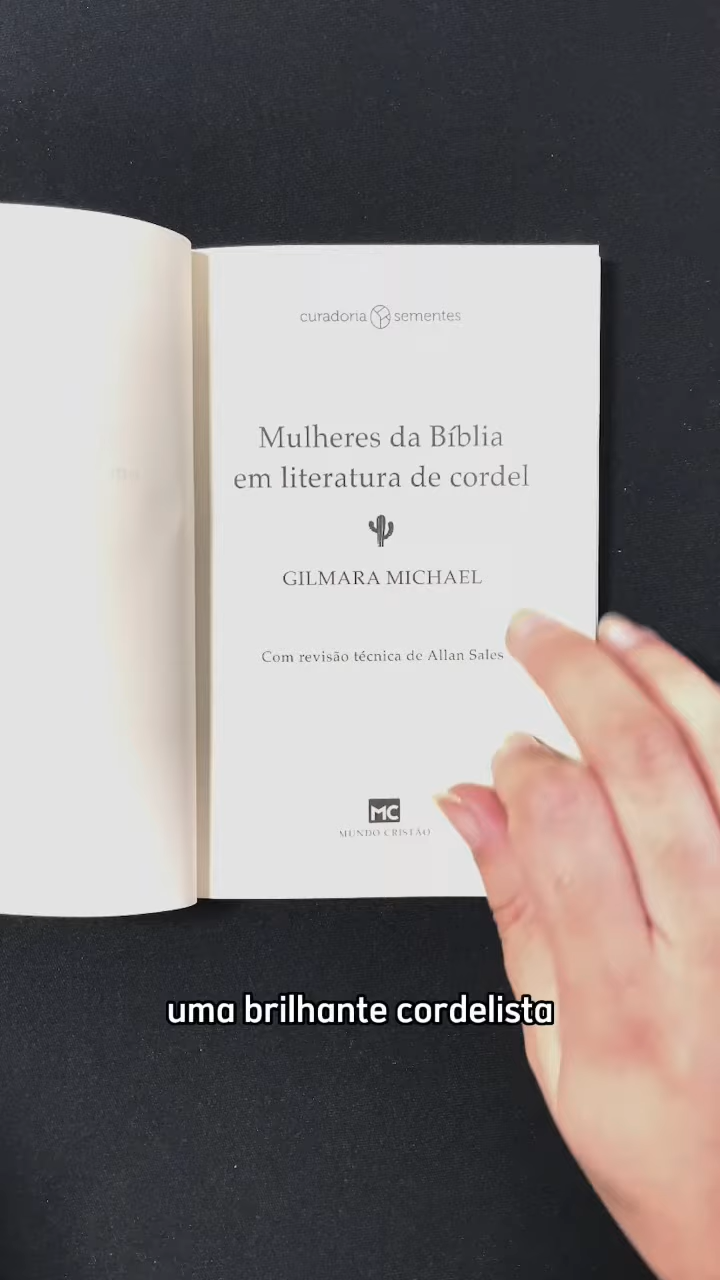 curadoria sementes
Mulheres da Bíblia
em literatura de cordel
GILMARA MICHAEL
Com revisão técnica de Allan Sales
MC
MUNDO CRISTÃO
uma brilhante cordelista